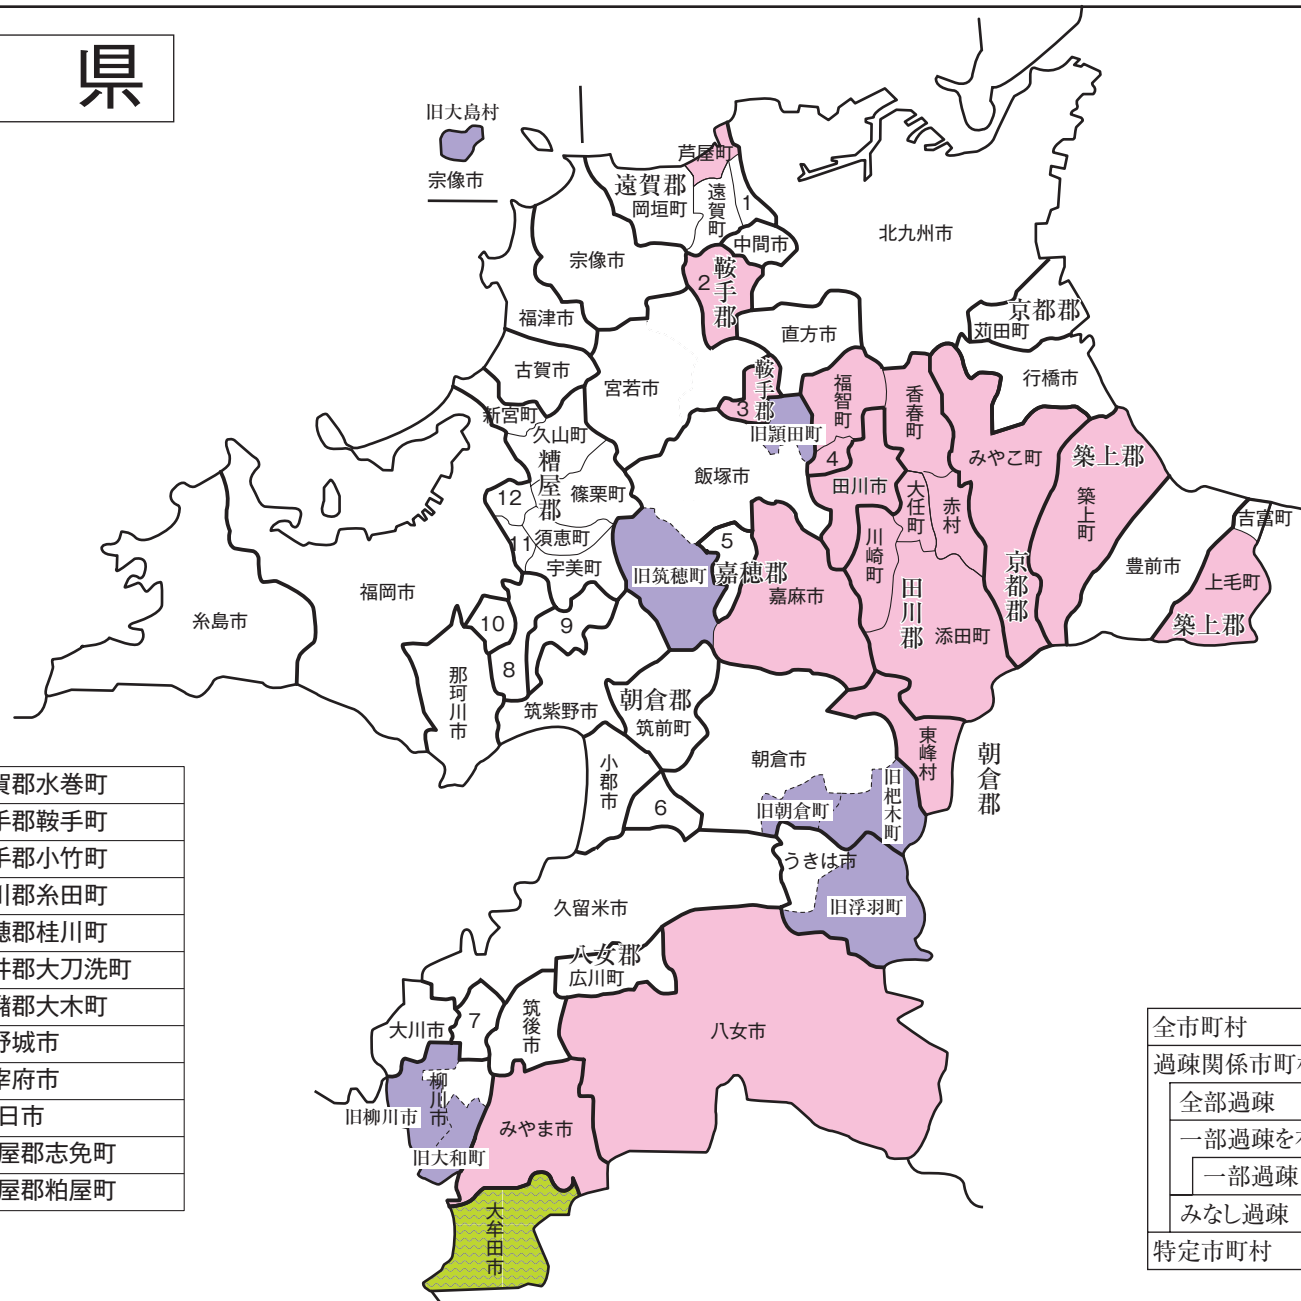 県
旧大島村
宗像市
芦屋町
遠賀郡
岡垣町
遠賀町
1
中間市
北九州市
宗像市
2
鞍手郡
福津市
直方市
京都郡
苅田町
行橋市
古賀市
宮若市
鞍手郡
3
旧頴田町
福智町
香春町
新宮町
久山町
糟屋郡
篠栗町
12
11
須恵町
宇美町
飯塚市
4
田川市
大任町
赤村
みやこ町
築上郡
築上町
吉富町
豊前市
上毛町
築上郡
京都郡
川崎町
田川郡
添田町
5
嘉穂郡
嘉麻市
旧筑穂町
福岡市
糸島市
10
9
8
那珂川市
筑紫野市
朝倉郡
筑前町
小郡市
6
朝倉市
旧朝倉町
旧杷木町
東峰村
朝倉郡
うきは市
旧浮羽町
久留米市
八女郡
広川町
筑後市
7
大川市
八女市
柳川市
旧柳川市
旧大和町
みやま市
大牟田市
賀郡水巻町
手郡鞍手町
手郡小竹町
川郡糸田町
穂郡桂川町
井郡大刀洗町
潴郡大木町
野城市
宰府市
日市
屋郡志免町
屋郡粕屋町
全市町村
過疎関係市町村
全部過疎
一部過疎を
一部過疎
みなし過疎
特定市町村